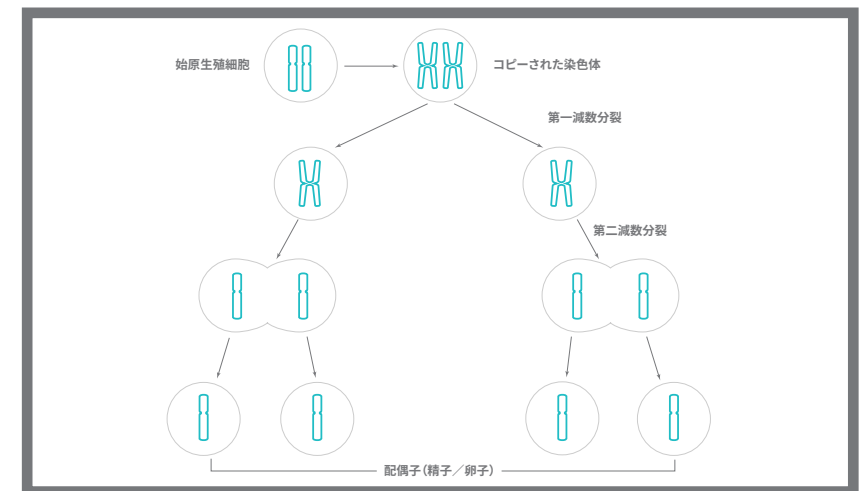 始原生殖細胞
コピーされた染色体
第一減数分裂
第二減数分裂
配偶子（精子／卵子）